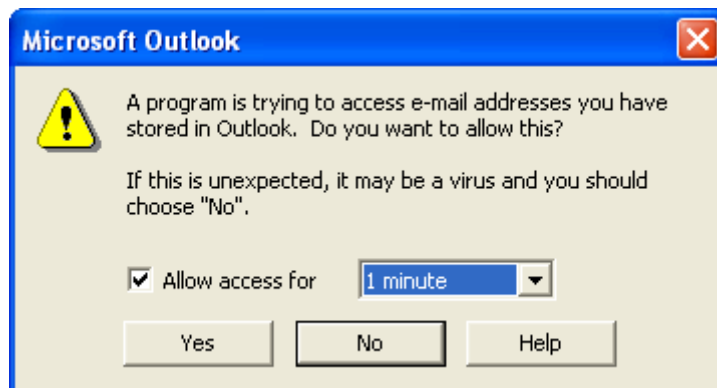 Microsoft Outlook
A program is trying to access e-mail addresses you have
stored in Outlook.  Do you want to allow this?
If this is unexpected, it may be a virus and you should
choose "No".
Allow access for 1 minute
Yes No Help